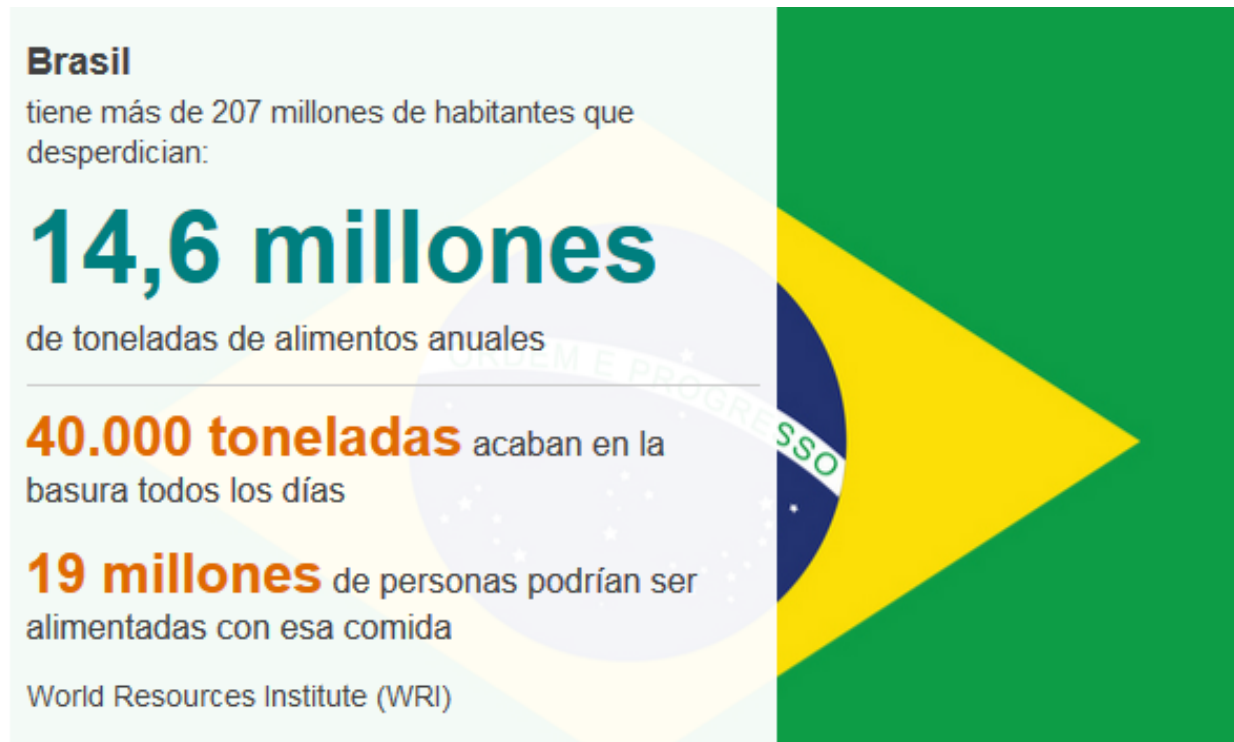 Brasil
tiene más de 207 millones de habitantes que
desperdician:
14,6 millones
de toneladas de alimentos anuales
ORDEM E PROGRESSO
40.000 toneladas acaban en la
basura todos los días
19 millones de personas podrían ser
alimentadas con esa comida
World Resources Institute (WRI)